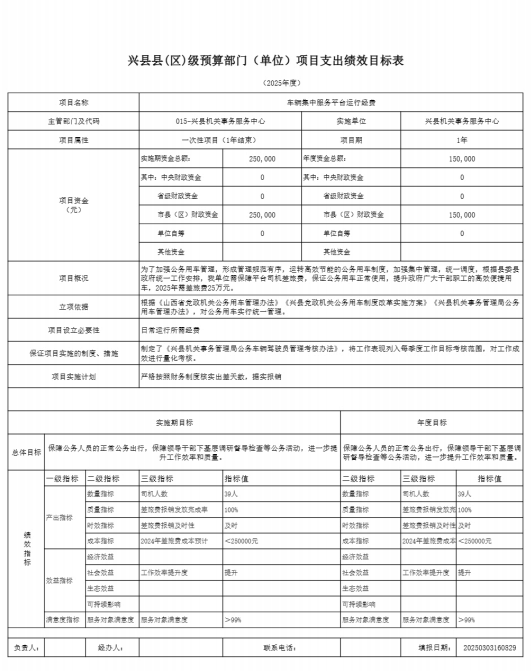 兴县县(区)级预算部门（单位）项目支出绩效目标表
（2025年度）
项目名称 车辆集中服务平台运行经费
主管部门及代码 015-兴县机关事务服务中心 实施单位 兴县机关事务服务中心
项目属性 一次性项目（1年结束） 项目期 1年
项目资金（元）
实施期资金总额： 250,000 年度资金总额： 150,000
其中：中央财政资金 0 其中：中央财政资金 0
省级财政资金 0 省级财政资金 0
市县（区）财政资金 250,000 市县（区）财政资金 150,000
单位自筹 0 单位自筹 0
其他资金 其他资金
项目概况
为了加强公务用车管理，形成管理规范有序，运转高效节能的公务用车制度，加强集中管理，统一调度，根据县委县
政府统一工作安排，我单位需保障平台司机差旅费，保证公务用车正常使用，提升政府广大干部职工的高效便捷用
车，2025年需差旅费25万元。
立项依据
根据《山西省党政机关公务用车管理办法》《兴县党政机关公务用车制度改革实施方案》《兴县机关事务管理局公务
用车管理办法》，对公务用车实行统一管理。
项目设立必要性 日常运行所需经费
保证项目实施的制度、措施
制定了《兴县机关事务管理局公务车辆驾驶员管理考核办法》，将工作表现列入每季度工作目标考核范围，对工作成
效进行量化考核。
项目实施计划 严格按照财务制度核实出差天数，据实报销
实施期目标 年度目标
总体目标
保障公务人员的正常公务出行，保障领导干部下基层调研督导检查等公务活动，进一步提
升工作效率和质量。
保障公务人员的正常公务出行，保障领导干部下基层调研
督导检查等公务活动，进一步提升工作效率和质量。
绩效指标
一级指标 二级指标 三级指标 指标值 二级指标 三级指标 指标值
产出指标
数量指标 司机人数 39人 数量指标 司机人数 39人
质量指标 差旅费报销发放完成率 100% 质量指标 差旅费报销发放完 100%
时效指标 差旅费报销及时性 及时 时效指标 差旅费报销及时性 及时
成本指标 2024年差旅费成本预计 <250000元 成本指标 2024年差旅费成本 <250000元
效益指标
经济效益 经济效益
社会效益 工作效率提升度 提升 社会效益 工作效率提升度 提升
生态效益 生态效益
可持续影响 可持续影响
满意度指标 服务对象满意度 服务对象满意度 >99% 服务对象满意度 服务对象满意度 >99%
负责人： 经办人： 联系电话： 填报日期： 20250303160829